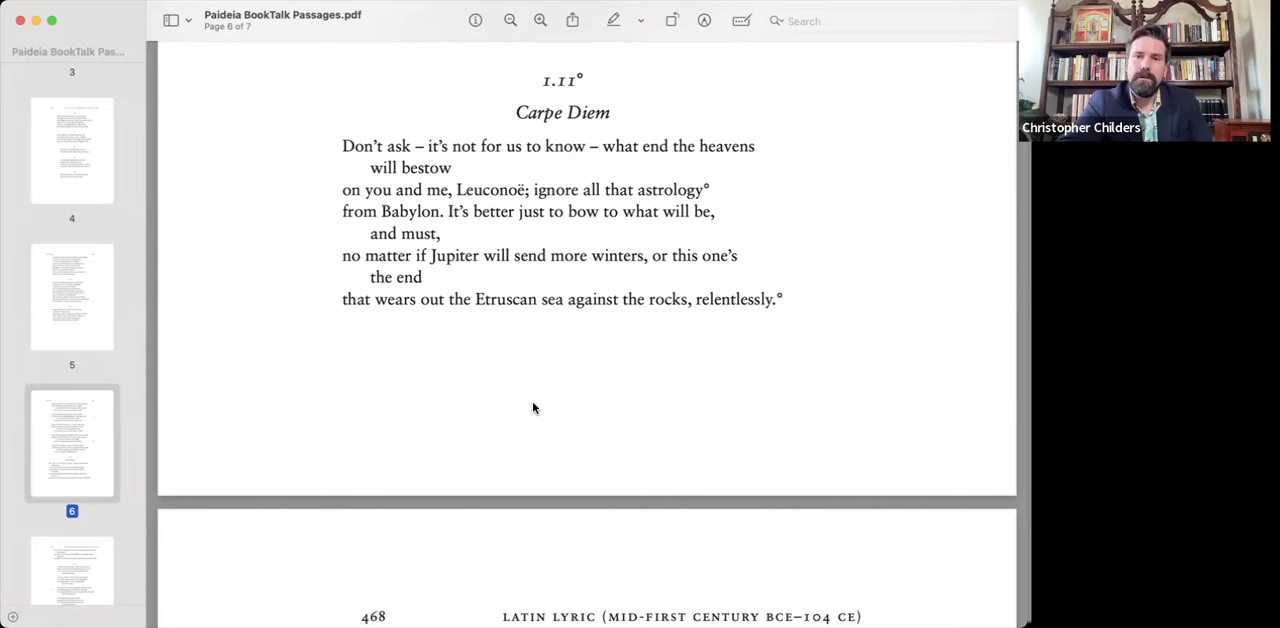 Paideia BookTalk Passages.pdf
Page 6 of 7
Search
Paideia BookTalk Pas...
3
4
5
6
1.11°
Carpe Diem
Don't ask – it's not for us to know – what end the heavens
will bestow
on you and me, Leuconoë; ignore all that astrology°
from Babylon. It's better just to bow to what will be,
and must,
no matter if Jupiter will send more winters, or this one's
the end
that wears out the Etruscan sea against the rocks, relentlessly.°
468 LATIN LYRIC (MID-FIRST CENTURY BCE–104 CE)
Christopher Childers